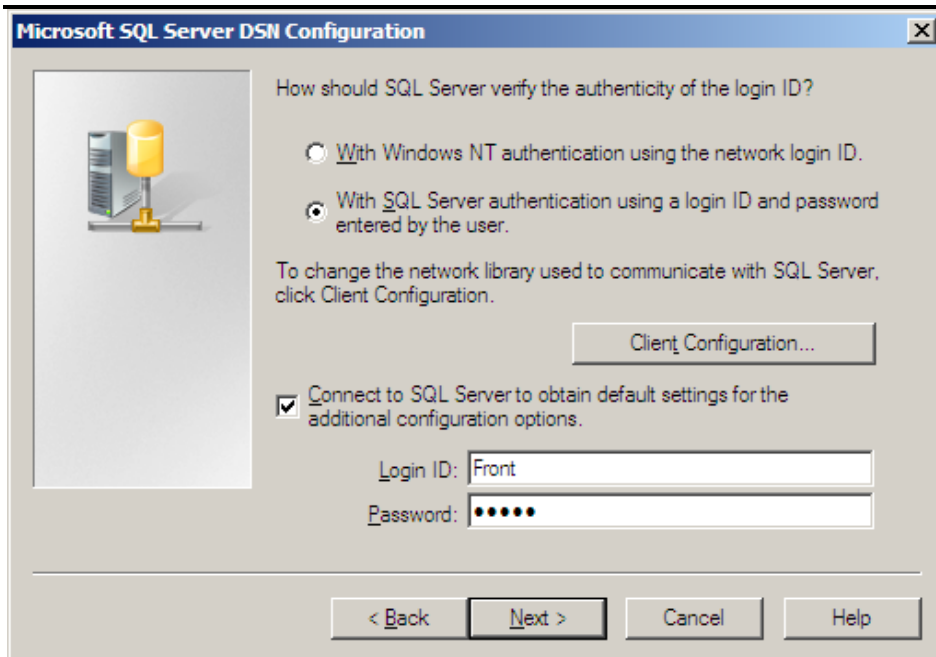 Microsoft SQL Server DSN Configuration
How should SQL Server verify the authenticity of the login ID?
With Windows NT authentication using the network login ID.
With SQL Server authentication using a login ID and password
entered by the user.
To change the network library used to communicate with SQL Server,
click Client Configuration.
Client Configuration...
Connect to SQL Server to obtain default settings for the
additional configuration options.
Login ID: Front
Password: •••••
< Back Next > Cancel Help